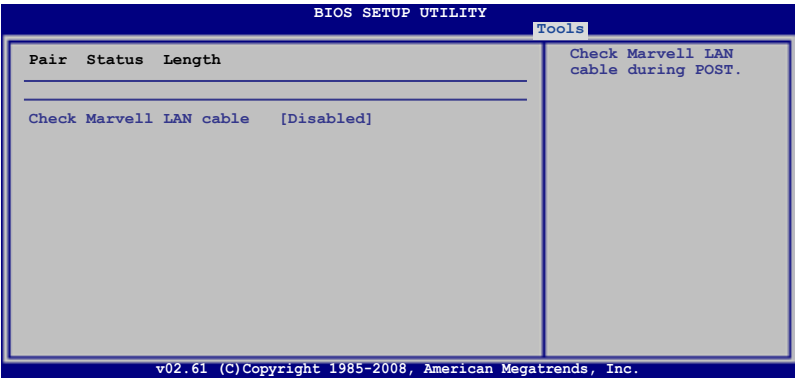 BIOS SETUP UTILITY
Tools
Pair Status Length
Check Marvell LAN cable [Disabled]
Check Marvell LAN
cable during POST.
v02.61 (C)Copyright 1985-2008, American Megatrends, Inc.